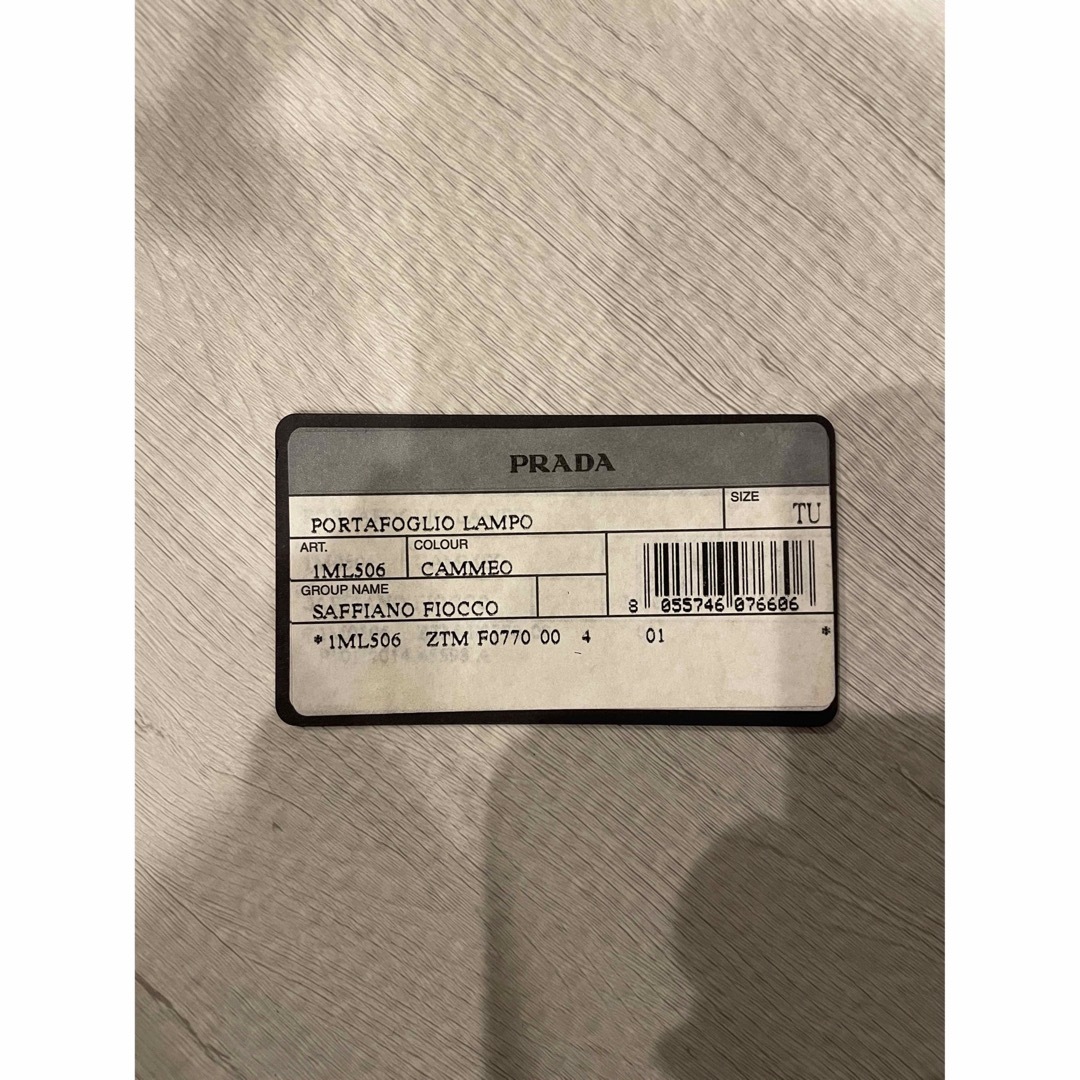 PRADA
SIZE
PORTAFOGLIO LAMPO TU
ART. COLOUR
1ML506 CAMMEO
GROUP NAME
SAFFIANO FIOCCO
8 055746 076606
*1ML506 ZTM F0770 00 4 01 *